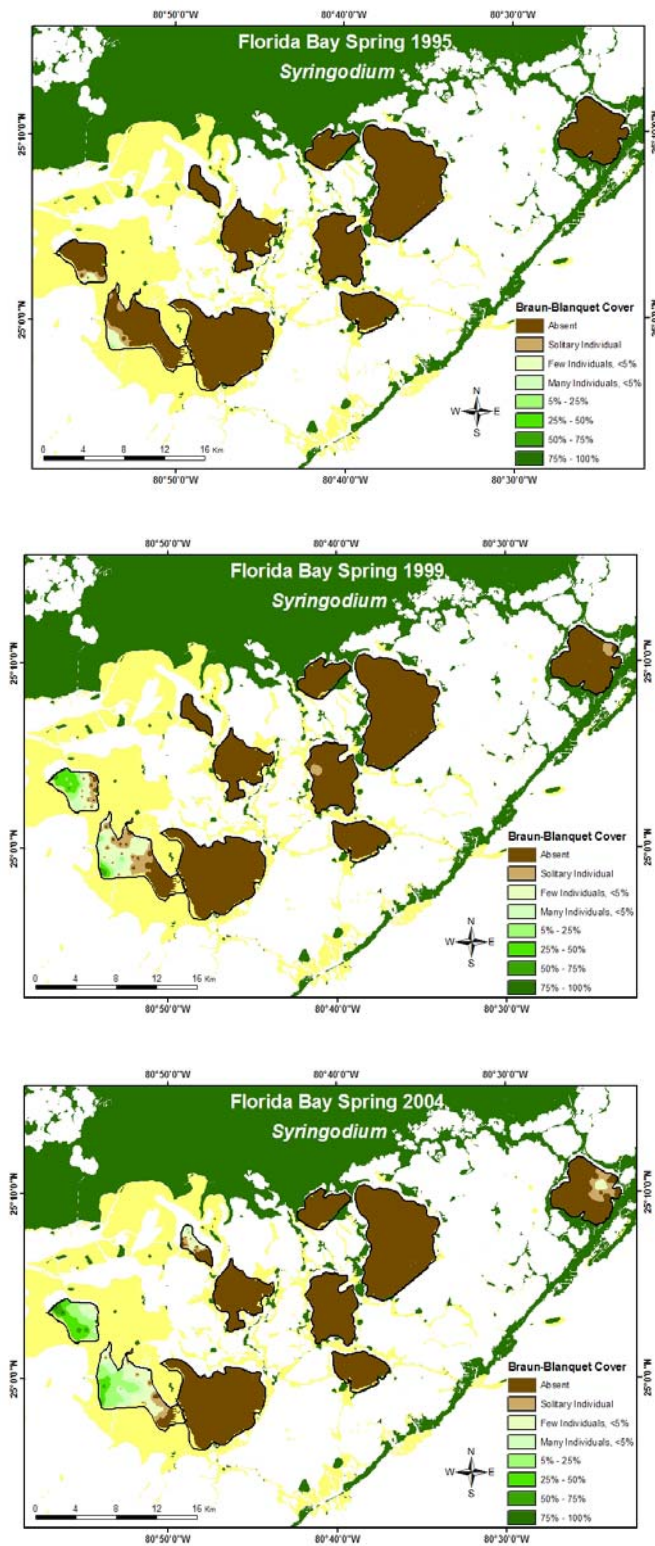 80°50'0"W 80°40'0"W 80°30'0"W
Florida Bay Spring 1995
Syringodium
25°10'0"N
25°0'0"N
Braun-Blanquet Cover
Absent
Solitary Individual
Few Individuals, <5%
Many Individuals, <5%
5% - 25%
25% - 50%
50% - 75%
75% - 100%
N
W E
S
0 4 8 12 16 Km
80°50'0"W 80°40'0"W 80°30'0"W
80°50'0"W 80°40'0"W 80°30'0"W
Florida Bay Spring 1999
Syringodium
25°10'0"N 25°10'0"N
25°0'0"N 25°0'0"N
Braun-Blanquet Cover
Absent
Solitary Individual
Few Individuals, <5%
Many Individuals, <5%
5% - 25%
25% - 50%
50% - 75%
75% - 100%
N
W E
S
0 4 8 12 16 Km
80°50'0"W 80°40'0"W 80°30'0"W
80°50'0"W 80°40'0"W 80°30'0"W
Florida Bay Spring 2004
Syringodium
25°10'0"N 25°10'0"N
25°0'0"N 25°0'0"N
Braun-Blanquet Cover
Absent
Solitary Individual
Few Individuals, <5%
Many Individuals, <5%
5% - 25%
25% - 50%
50% - 75%
75% - 100%
N
W E
S
0 4 8 12 16 Km
80°50'0"W 80°40'0"W 80°30'0"W